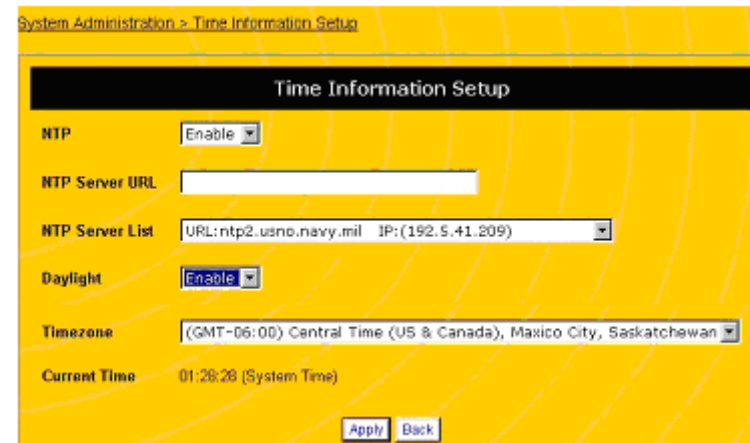 System Administration > Time Information Setup
Time Information Setup
NTP Enable
NTP Server URL
NTP Server List URL:ntp2.usno.navy.mil IP:(192.5.41.209)
Daylight Enable
Timezone (GMT-06:00) Central Time (US & Canada), Maxico City, Saskatchewan
Current Time 01:28:28 (System Time)
Apply Back